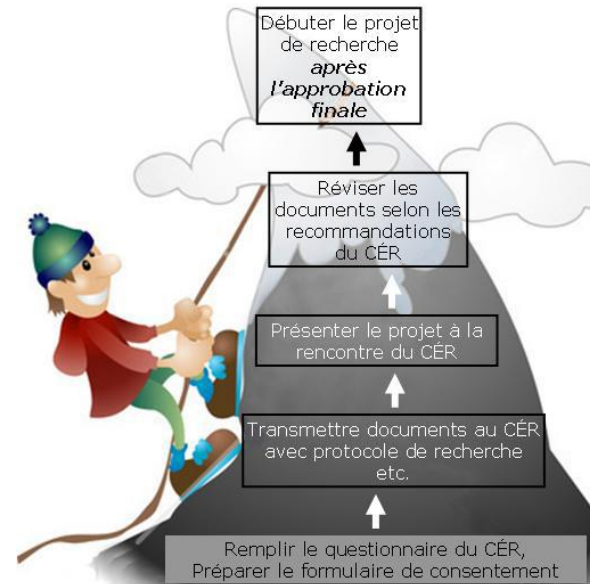 Débuter le projet
de recherche
après
l'approbation
finale
Réviser les
documents selon les
recommandations
du CÉR
Présenter le projet à la
rencontre du CÉR
Transmettre documents au CÉR
avec protocole de recherche
etc.
Remplir le questionnaire du CÉR,
Préparer le formulaire de consentement